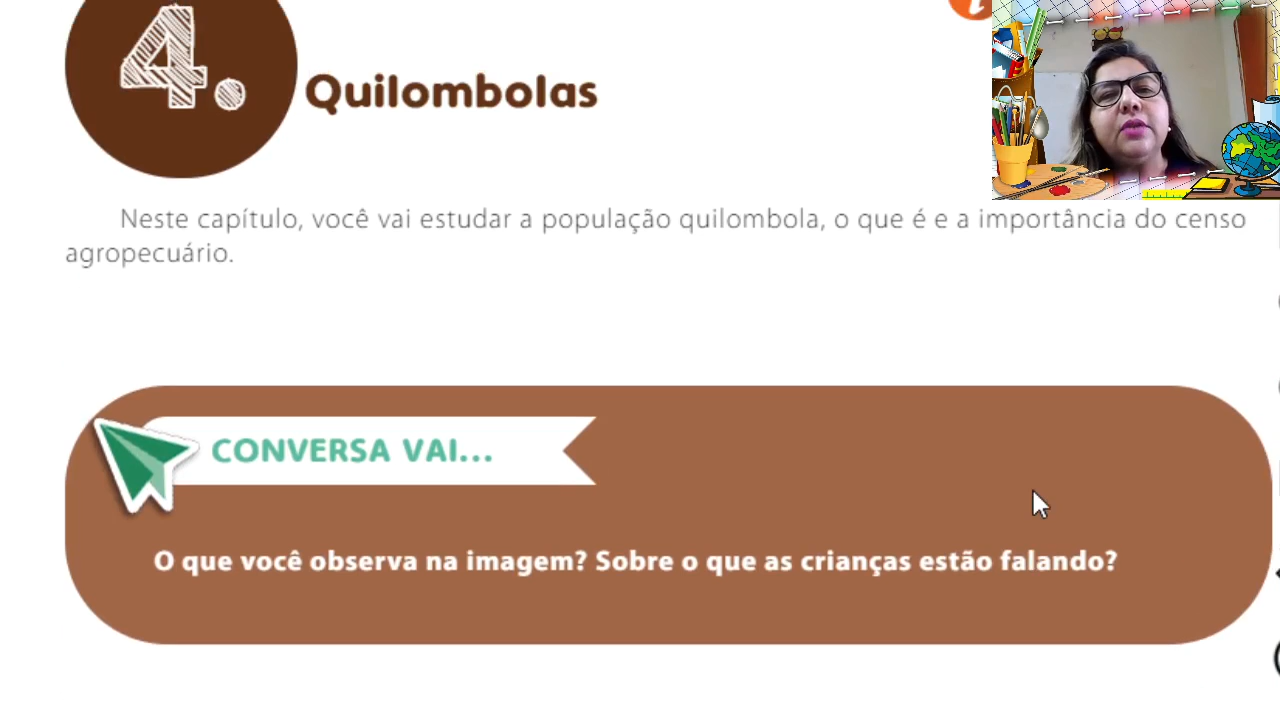 4.
Quilombolas
Neste capítulo, você vai estudar a população quilombola, o que é e a importância do censo
agropecuário.
CONVERSA VAI...
O que você observa na imagem? Sobre o que as crianças estão falando?